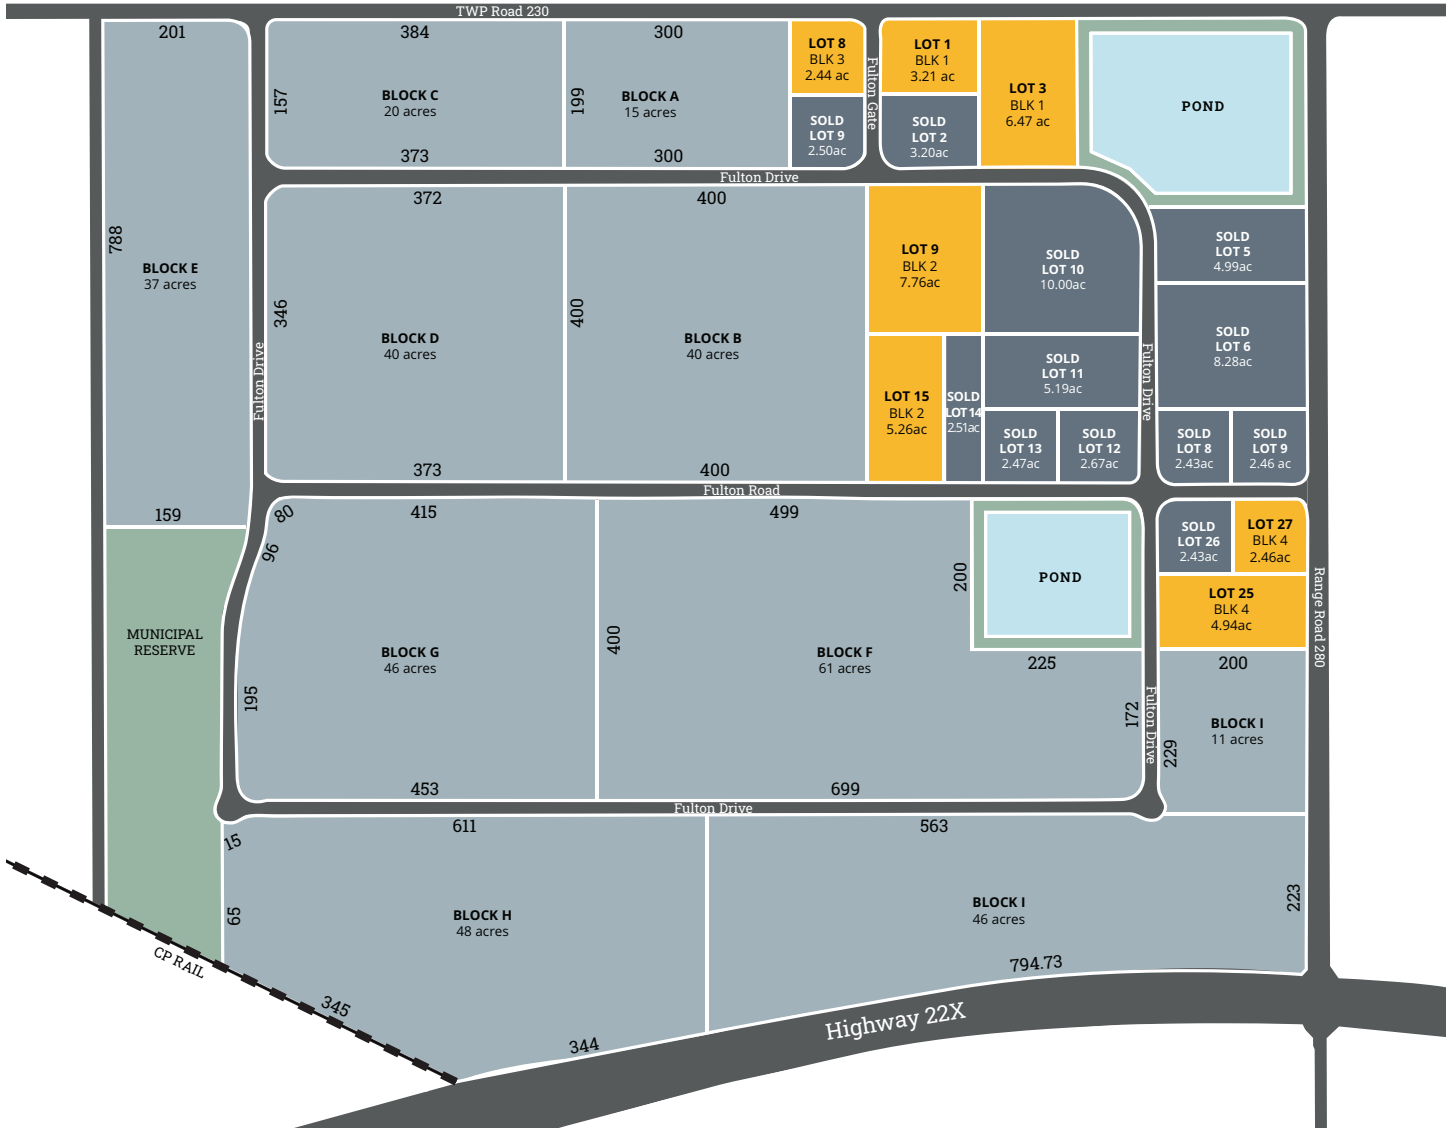 TWP Road 230
201
384
300
LOT 8
BLK 3
2.44 ac
LOT 1
BLK 1
3.21 ac
LOT 3
BLK 1
6.47 ac
POND
157
BLOCK C
20 acres
199
BLOCK A
15 acres
Fulton Gate
SOLD
LOT 9
2.50ac
SOLD
LOT 2
3.20ac
373
300
Fulton Drive
372
400
788
BLOCK E
37 acres
346
BLOCK D
40 acres
400
BLOCK B
40 acres
LOT 9
BLK 2
7.76ac
SOLD
LOT 10
10.00ac
SOLD
LOT 5
4.99ac
SOLD
LOT 6
8.28ac
Fulton Drive
LOT 15
BLK 2
5.26ac
SOLD
LOT 14
2.51ac
SOLD
LOT 11
5.19ac
Fulton Drive
SOLD
LOT 13
2.47ac
SOLD
LOT 12
2.67ac
SOLD
LOT 8
2.43ac
SOLD
LOT 9
2.46 ac
373
400
Fulton Road
159
80
415
499
96
200
POND
SOLD
LOT 26
2.43ac
LOT 27
BLK 4
2.46ac
LOT 25
BLK 4
4.94ac
Range Road 280
MUNICIPAL
RESERVE
BLOCK G
46 acres
400
BLOCK F
61 acres
225
200
195
172
Fulton Drive
229
BLOCK I
11 acres
453
699
Fulton Drive
611
563
15
65
BLOCK H
48 acres
BLOCK I
46 acres
223
CP RAIL
345
344
794.73
Highway 22X